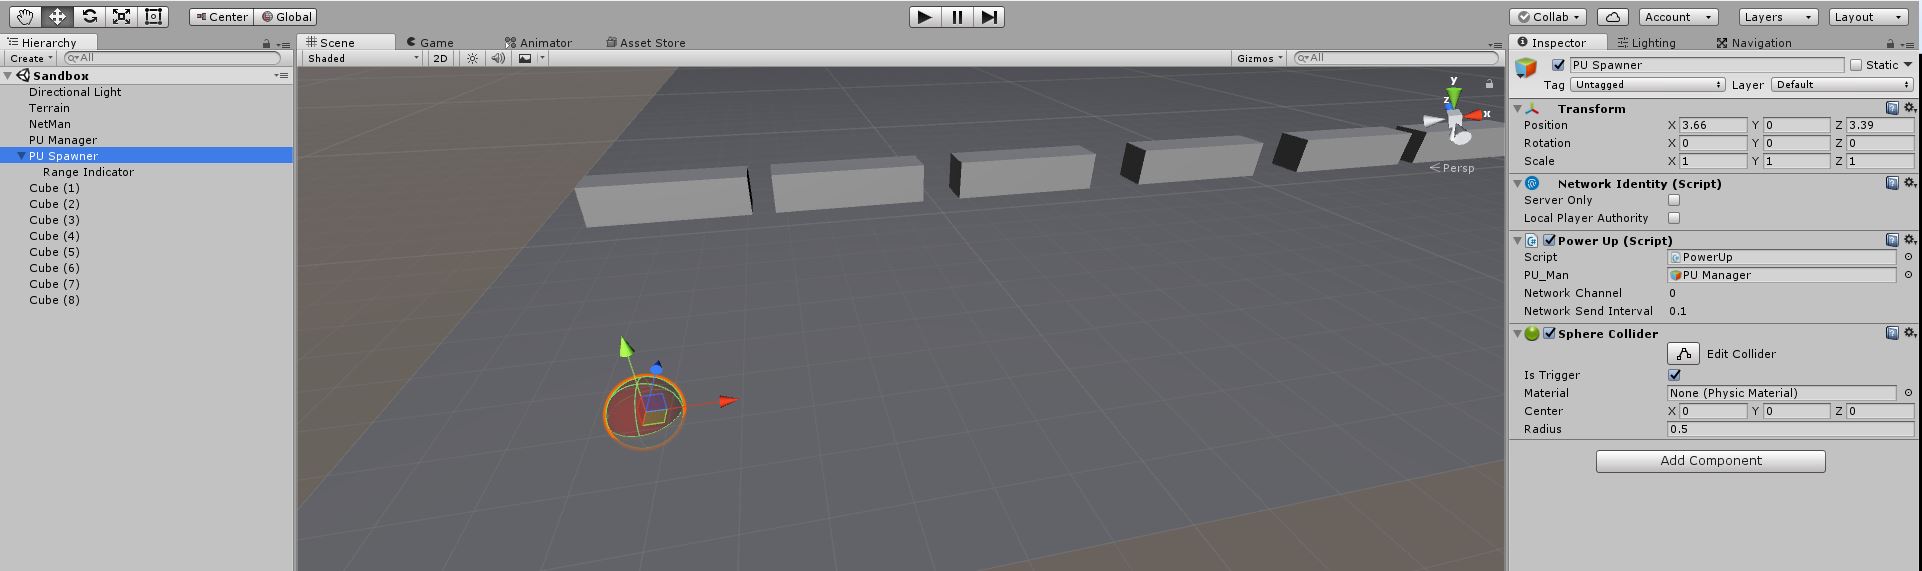 Center Global Collab Account Layers Layout
Hierarchy
Create All
Sandbox
Directional Light
Terrain
NetMan
PU Manager
PU Spawner
Range Indicator
Cube (1)
Cube (2)
Cube (3)
Cube (4)
Cube (5)
Cube (6)
Cube (7)
Cube (8)
Scene Game Animator Asset Store
Shaded 2D Gizmos All
y
z
x
Persp
Inspector Lighting Navigation
PU Spawner Static
Tag Untagged Layer Default
Transform
Position X 3.66 Y 0 Z 3.39
Rotation X 0 Y 0 Z 0
Scale X 1 Y 1 Z 1
Network Identity (Script)
Server Only
Local Player Authority
Power Up (Script)
Script PowerUp
PU_Man PU Manager
Network Channel 0
Network Send Interval 0.1
Sphere Collider
Edit Collider
Is Trigger
Material None (Physic Material)
Center X 0 Y 0 Z 0
Radius 0.5
Add Component